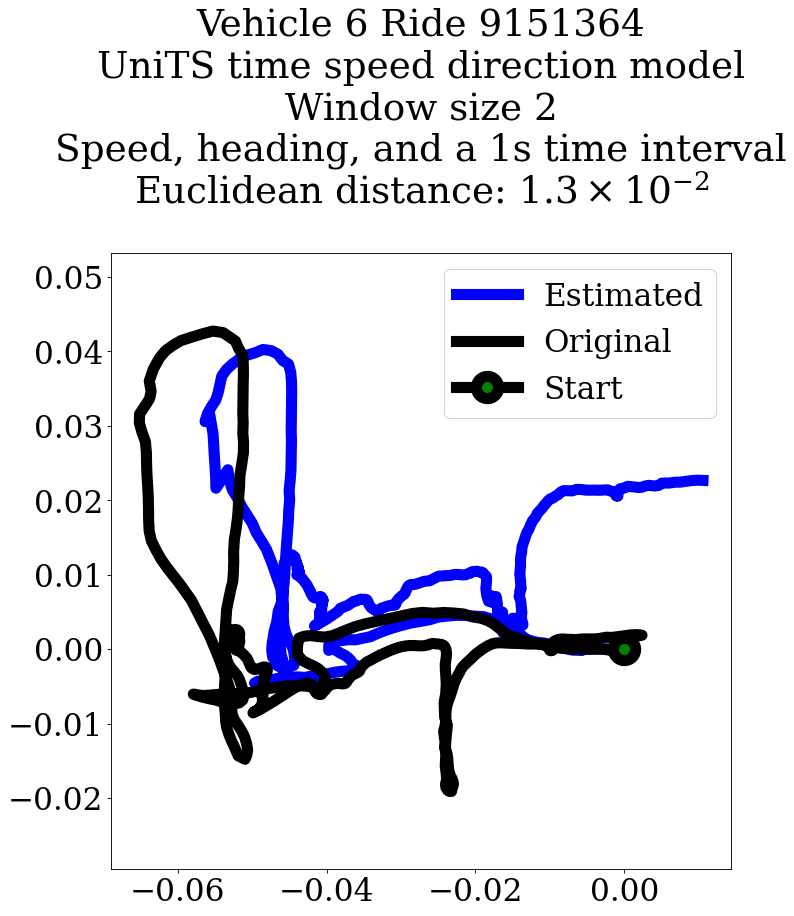 Vehicle 6 Ride 9151364
UniTS time speed direction model
Window size 2
Speed, heading, and a 1s time interval
Euclidean distance: 1.3 × 10⁻²
Estimated
Original
Start
0.05
0.04
0.03
0.02
0.01
0.00
−0.01
−0.02
−0.06 −0.04 −0.02 0.00